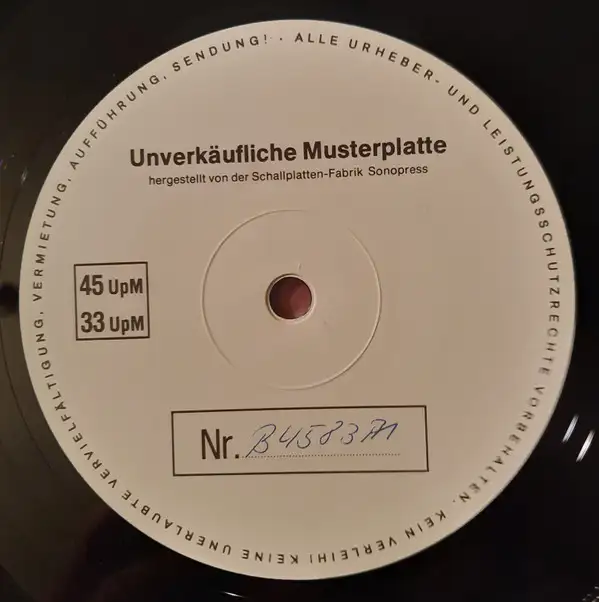 ALLE URHEBER- UND LEISTUNGSSCHUTZRECHTE VORBEHALTEN. KEIN VERLEIH! KEINE UNERLAUBTE VERVIELFÄLTIGUNG, VERMIETUNG, AUFFÜHRUNG, SENDUNG! ·
Unverkäufliche Musterplatte
hergestellt von der Schallplatten-Fabrik Sonopress
45 UpM
33 UpM
Nr. B4583A1